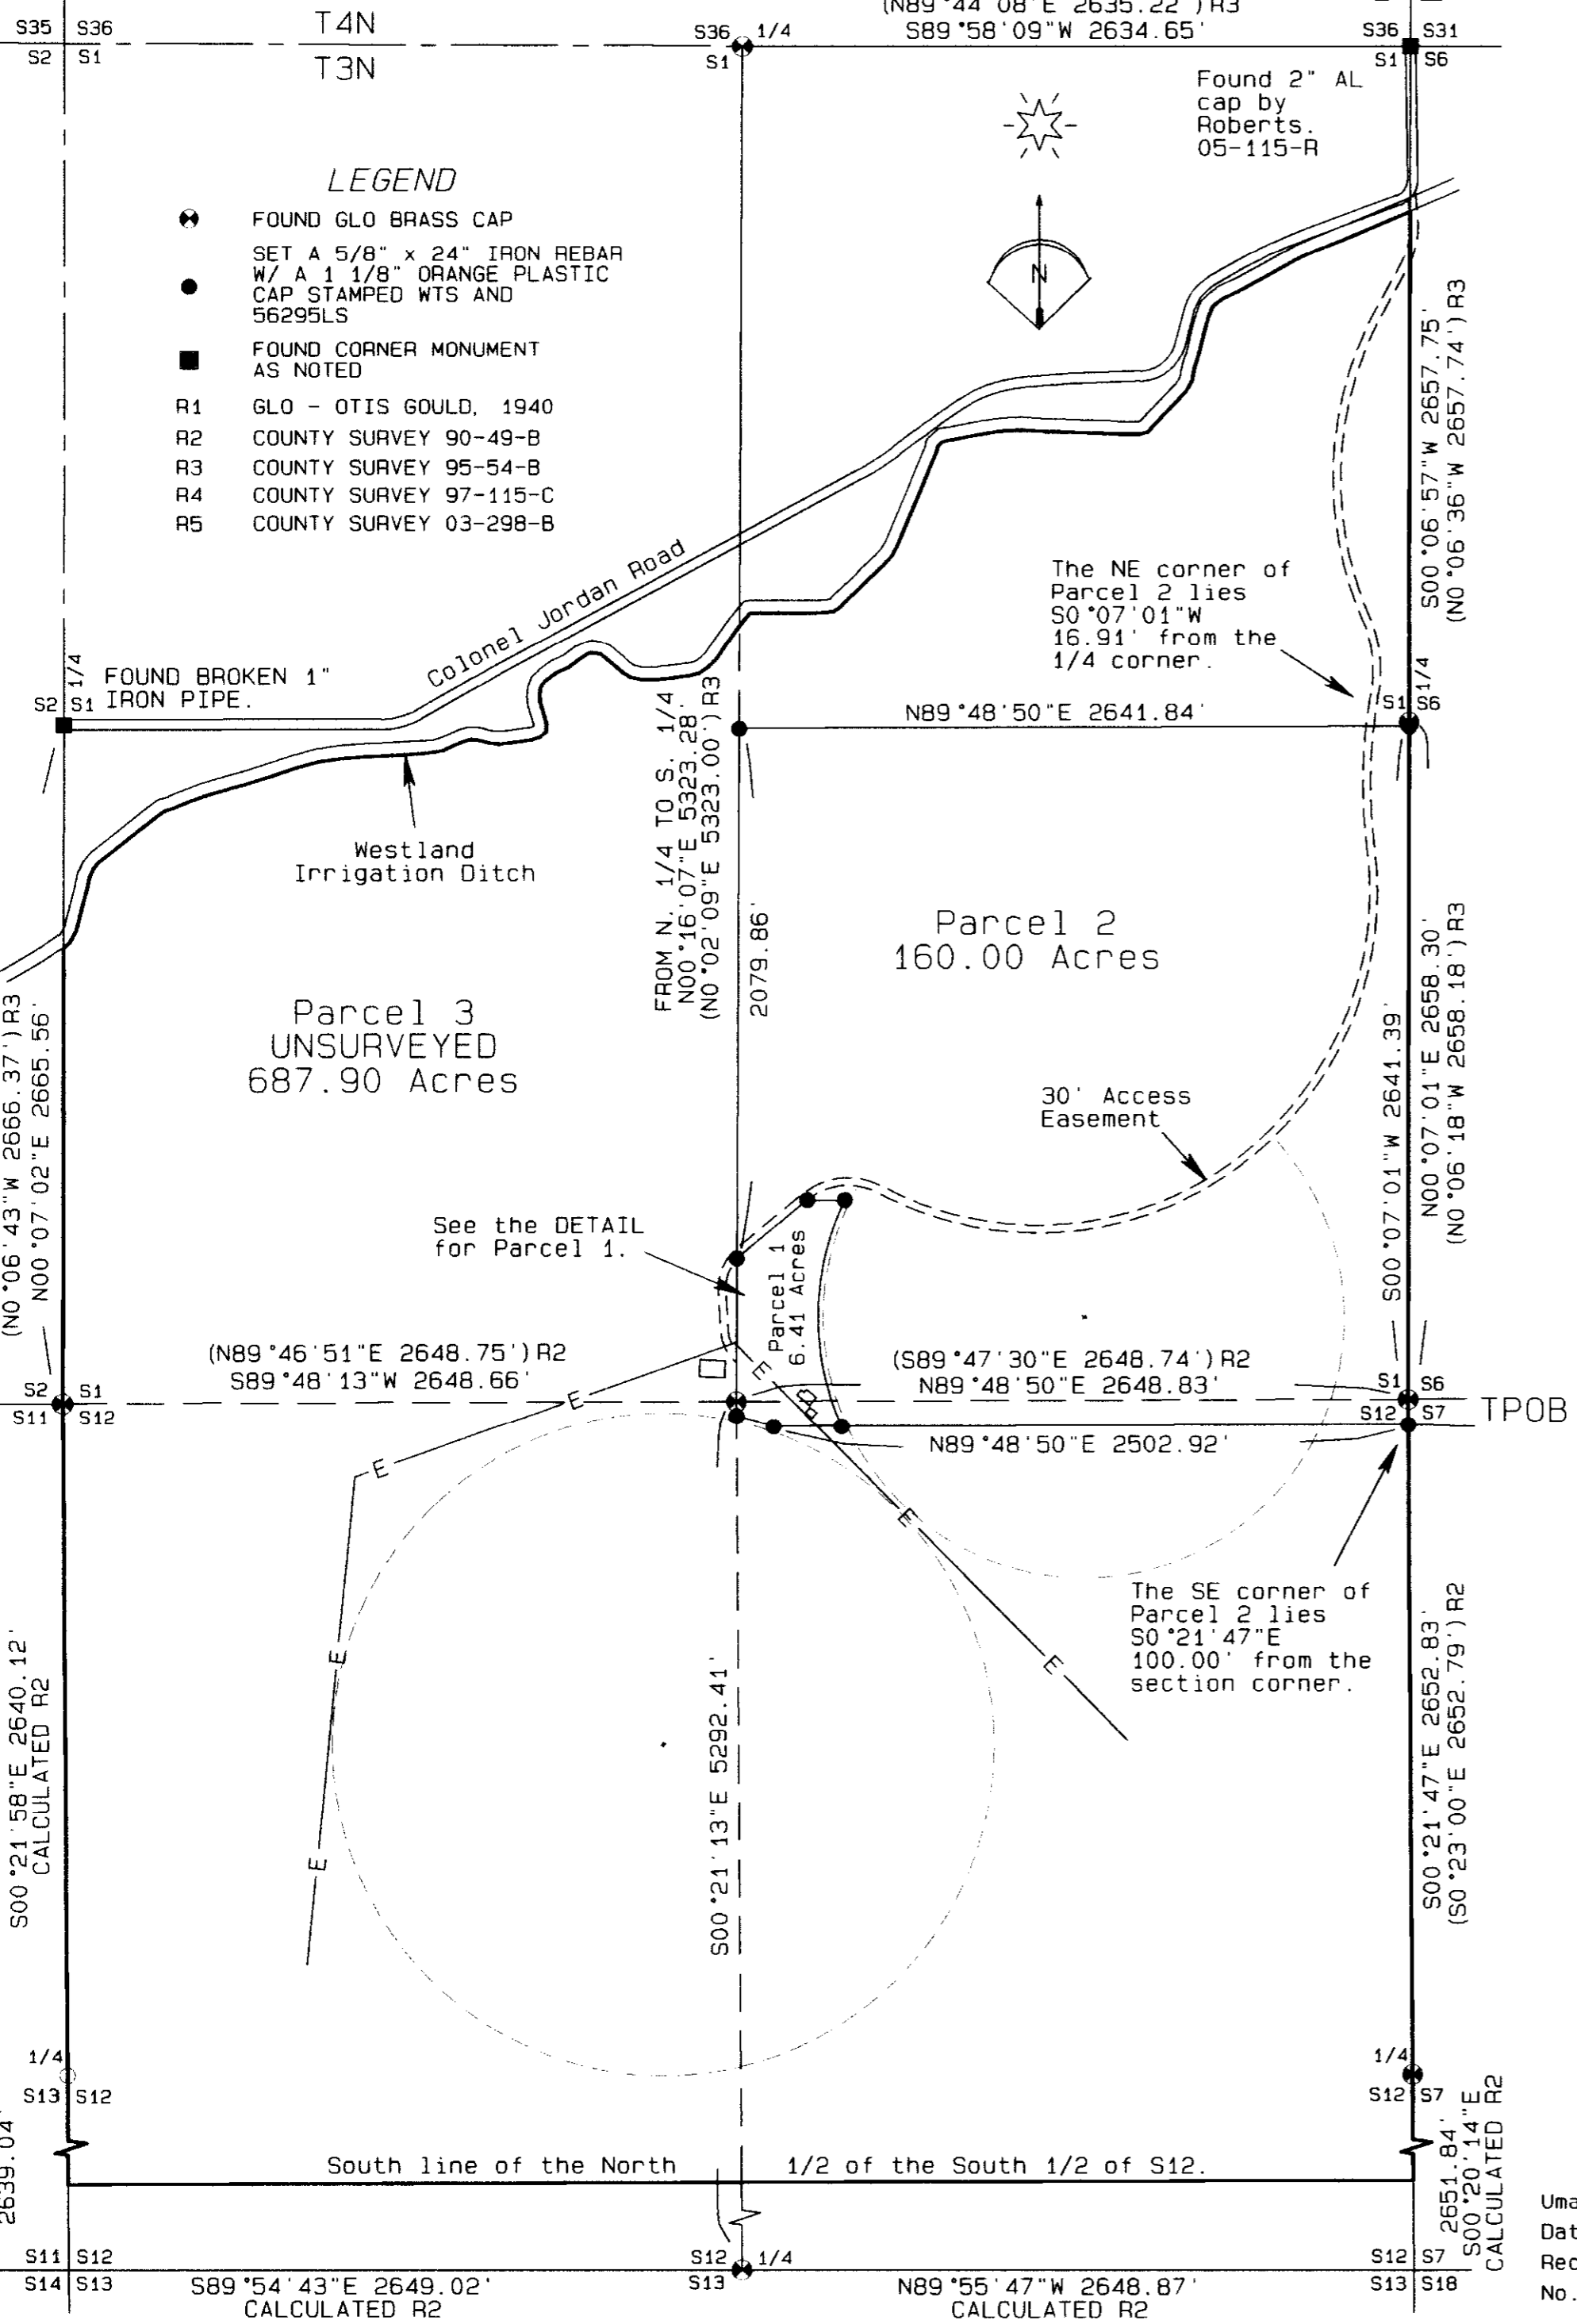 (N89°44'08"E 2635.22')R3
S89°58'09"W 2634.65'
S35 S36
T4N
S2 S1
T3N
S36 1/4
S1
S36 S31
S1 S6
Found 2" AL
cap by
Roberts.
05-115-R
LEGEND
FOUND GLO BRASS CAP
SET A 5/8" x 24" IRON REBAR
W/ A 1 1/8" ORANGE PLASTIC
CAP STAMPED WTS AND
56295LS
FOUND CORNER MONUMENT
AS NOTED
R1 GLO - OTIS GOULD, 1940
R2 COUNTY SURVEY 90-49-B
R3 COUNTY SURVEY 95-54-B
R4 COUNTY SURVEY 97-115-C
R5 COUNTY SURVEY 03-298-B
N
S00°06'57"W 2657.75'
(N0°06'36"W 2657.74')R3
Colonel Jordan Road
The NE corner of
Parcel 2 lies
S0°07'01"W
16.91' from the
1/4 corner.
1/4
S2 S1
FOUND BROKEN 1"
IRON PIPE.
1/4
S1 S6
N89°48'50"E 2641.84'
FROM N. 1/4 TO S. 1/4
N00°16'07"E 5323.28'
(N0°02'09"E 5323.00')R3
2079.86'
Westland
Irrigation Ditch
Parcel 2
160.00 Acres
Parcel 3
UNSURVEYED
687.90 Acres
(N0°06'43"W 2666.37')R3
N00°07'02"E 2665.56'
S00°07'01"W 2641.39'
N00°07'01"E 2658.30'
(N0°06'18"W 2658.18')R3
30' Access
Easement
See the DETAIL
for Parcel 1.
Parcel 1
6.41 Acres
(N89°46'51"E 2648.75')R2
S89°48'13"W 2648.66'
(S89°47'30"E 2648.74')R2
N89°48'50"E 2648.83'
S2 S1
S11 S12
S1 S6
S12 S7
TPOB
N89°48'50"E 2502.92'
E
E
E
E
E
E
E
The SE corner of
Parcel 2 lies
S0°21'47"E
100.00' from the
section corner.
S00°21'58"E 2640.12'
CALCULATED R2
S00°21'13"E 5292.41'
S00°21'47"E 2652.83'
(S0°23'00"E 2652.79')R2
1/4
S13 S12
1/4
S12 S7
2639.04'
South line of the North 1/2 of the South 1/2 of S12.
2651.84'
S00°20'14"E
CALCULATED R2
S11 S12
S14 S13
S12 1/4
S13
S12 S7
S13 S18
S89°54'43"E 2649.02'
CALCULATED R2
N89°55'47"W 2648.87'
CALCULATED R2
Uma
Dat
Rec
No.